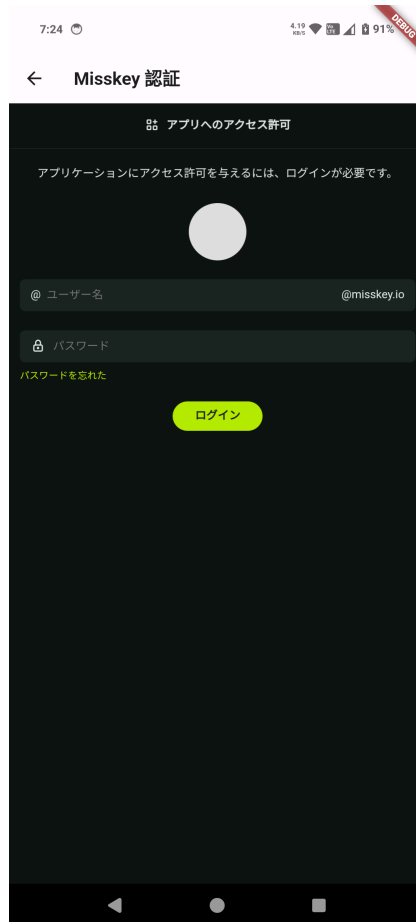 7:24
4.19
KB/S
Vo
LTE
91%
DEBUG
Misskey 認証
アプリへのアクセス許可
アプリケーションにアクセス許可を与えるには、ログインが必要です。
@ ユーザー名 @misskey.io
パスワード
パスワードを忘れた
ログイン